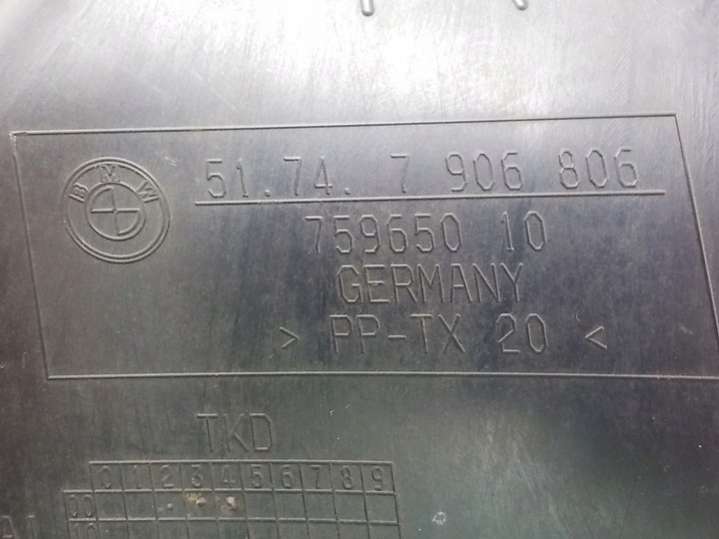 BMW
51.74. 7 906 806
759650 10
GERMANY
> PP-TX 20 <
TKD
0 1 2 3 4 5 6 7 8 9
00